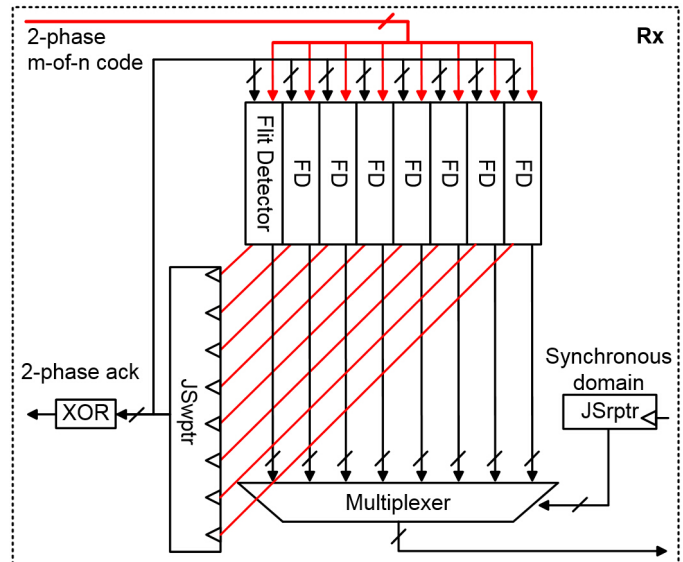 2-phase
m-of-n code
Rx
Flit Detector
FD
FD
FD
FD
FD
FD
FD
Synchronous
domain
JSrptr
2-phase ack
XOR
JSwptr
Multiplexer